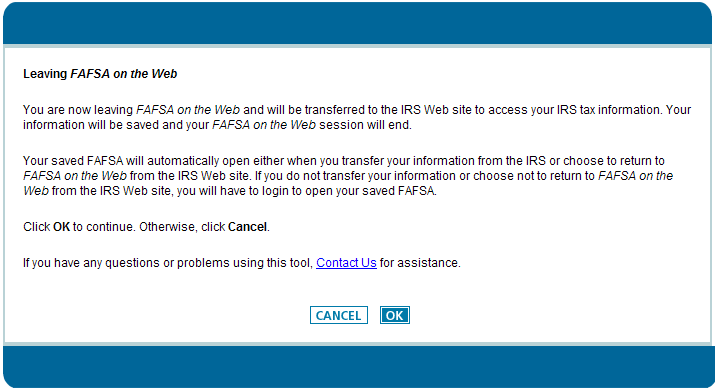 Leaving FAFSA on the Web
You are now leaving FAFSA on the Web and will be transferred to the IRS Web site to access your IRS tax information. Your
information will be saved and your FAFSA on the Web session will end.
Your saved FAFSA will automatically open either when you transfer your information from the IRS or choose to return to
FAFSA on the Web from the IRS Web site. If you do not transfer your information or choose not to return to FAFSA on the
Web from the IRS Web site, you will have to login to open your saved FAFSA.
Click OK to continue. Otherwise, click Cancel.
If you have any questions or problems using this tool, Contact Us for assistance.
CANCEL OK